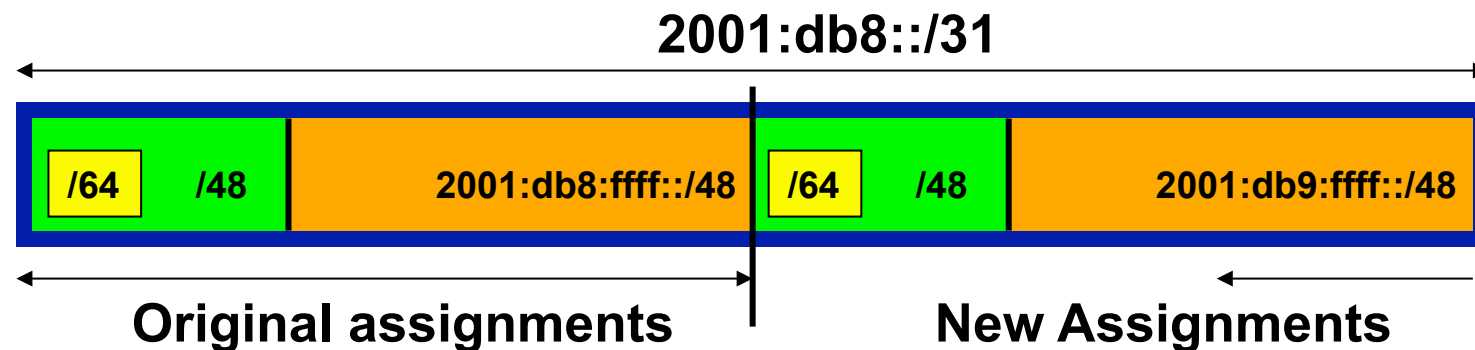 2001:db8::/31
/64 /48 2001:db8:ffff::/48 /64 /48 2001:db9:ffff::/48
Original assignments New Assignments